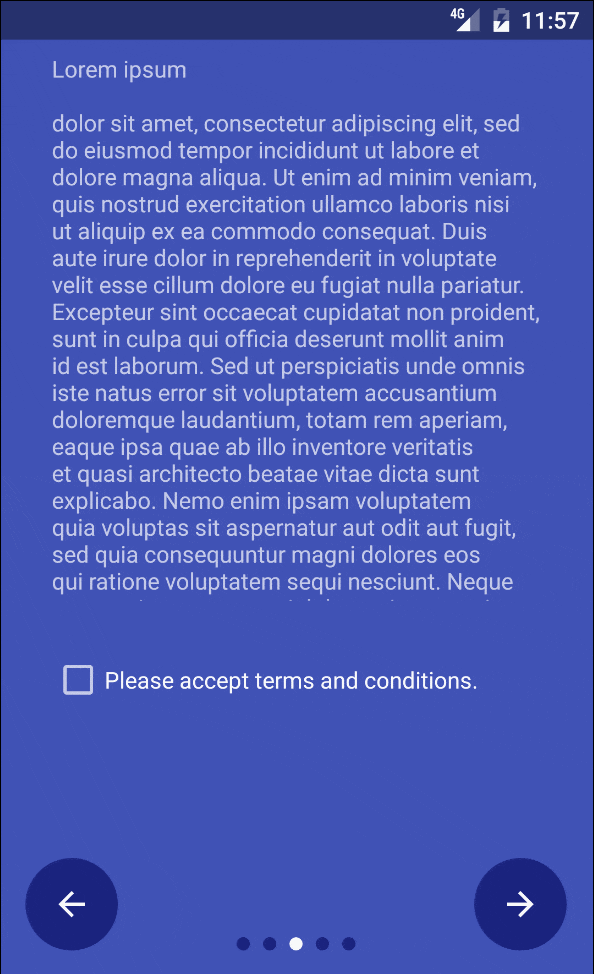 4G 11:57
Lorem ipsum
dolor sit amet, consectetur adipiscing elit, sed
do eiusmod tempor incididunt ut labore et
dolore magna aliqua. Ut enim ad minim veniam,
quis nostrud exercitation ullamco laboris nisi
ut aliquip ex ea commodo consequat. Duis
aute irure dolor in reprehenderit in voluptate
velit esse cillum dolore eu fugiat nulla pariatur.
Excepteur sint occaecat cupidatat non proident,
sunt in culpa qui officia deserunt mollit anim
id est laborum. Sed ut perspiciatis unde omnis
iste natus error sit voluptatem accusantium
doloremque laudantium, totam rem aperiam,
eaque ipsa quae ab illo inventore veritatis
et quasi architecto beatae vitae dicta sunt
explicabo. Nemo enim ipsam voluptatem
quia voluptas sit aspernatur aut odit aut fugit,
sed quia consequuntur magni dolores eos
qui ratione voluptatem sequi nesciunt. Neque
Please accept terms and conditions.